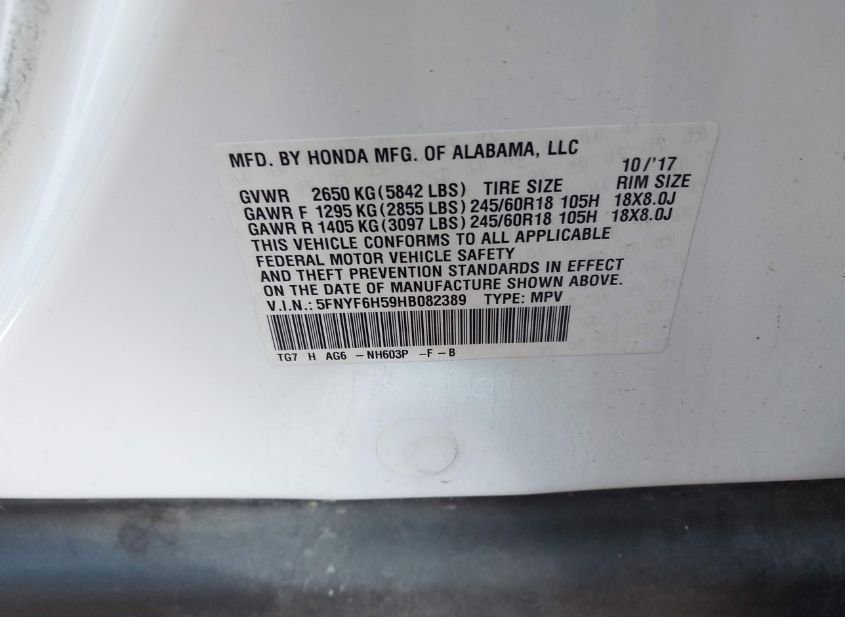 MFD. BY HONDA MFG. OF ALABAMA, LLC 10/'17
GVWR 2650 KG(5842 LBS) TIRE SIZE RIM SIZE
GAWR F 1295 KG(2855 LBS)245/60R18 105H 18X8.0J
GAWR R 1405 KG(3097 LBS)245/60R18 105H 18X8.0J
THIS VEHICLE CONFORMS TO ALL APPLICABLE
FEDERAL MOTOR VEHICLE SAFETY
AND THEFT PREVENTION STANDARDS IN EFFECT
ON THE DATE OF MANUFACTURE SHOWN ABOVE.
V.I.N.: 5FNYF6H59HB082389 TYPE: MPV
TG7 H AG6 -NH603P -F-B